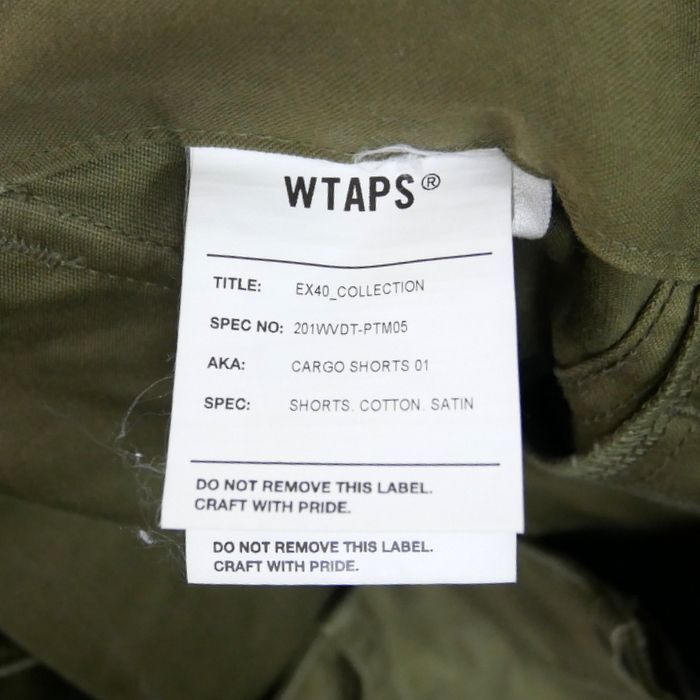 WTAPS®
TITLE: EX40_COLLECTION
SPEC NO: 201WVDT-PTM05
AKA: CARGO SHORTS 01
SPEC: SHORTS. COTTON. SATIN
DO NOT REMOVE THIS LABEL.
CRAFT WITH PRIDE.
DO NOT REMOVE THIS LABEL.
CRAFT WITH PRIDE.